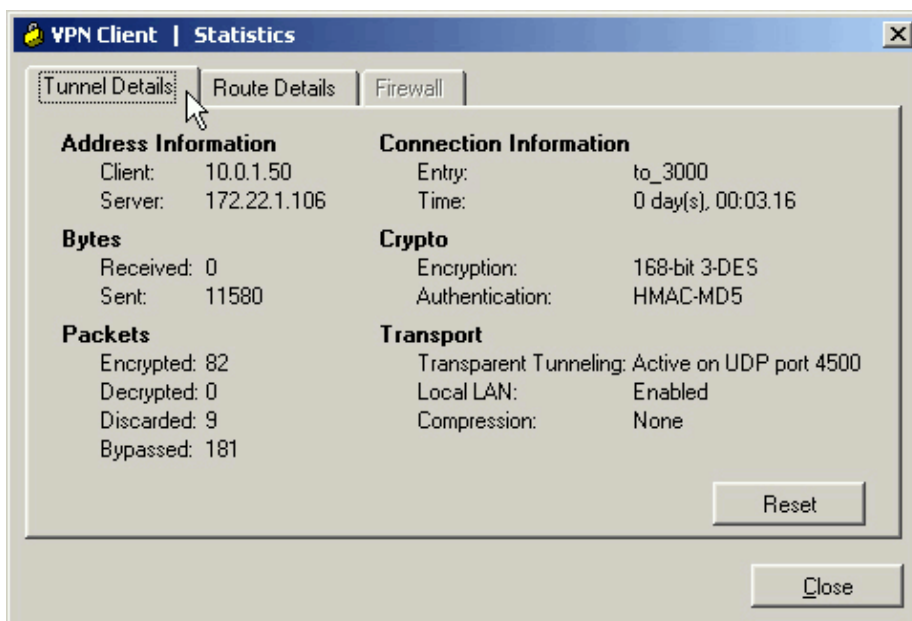 VPN Client | Statistics
Tunnel Details
Route Details
Firewall
Address Information
Client: 10.0.1.50
Server: 172.22.1.106
Connection Information
Entry: to_3000
Time: 0 day(s), 00:03.16
Bytes
Received: 0
Sent: 11580
Crypto
Encryption: 168-bit 3-DES
Authentication: HMAC-MD5
Packets
Encrypted: 82
Decrypted: 0
Discarded: 9
Bypassed: 181
Transport
Transparent Tunneling: Active on UDP port 4500
Local LAN: Enabled
Compression: None
Reset
Close